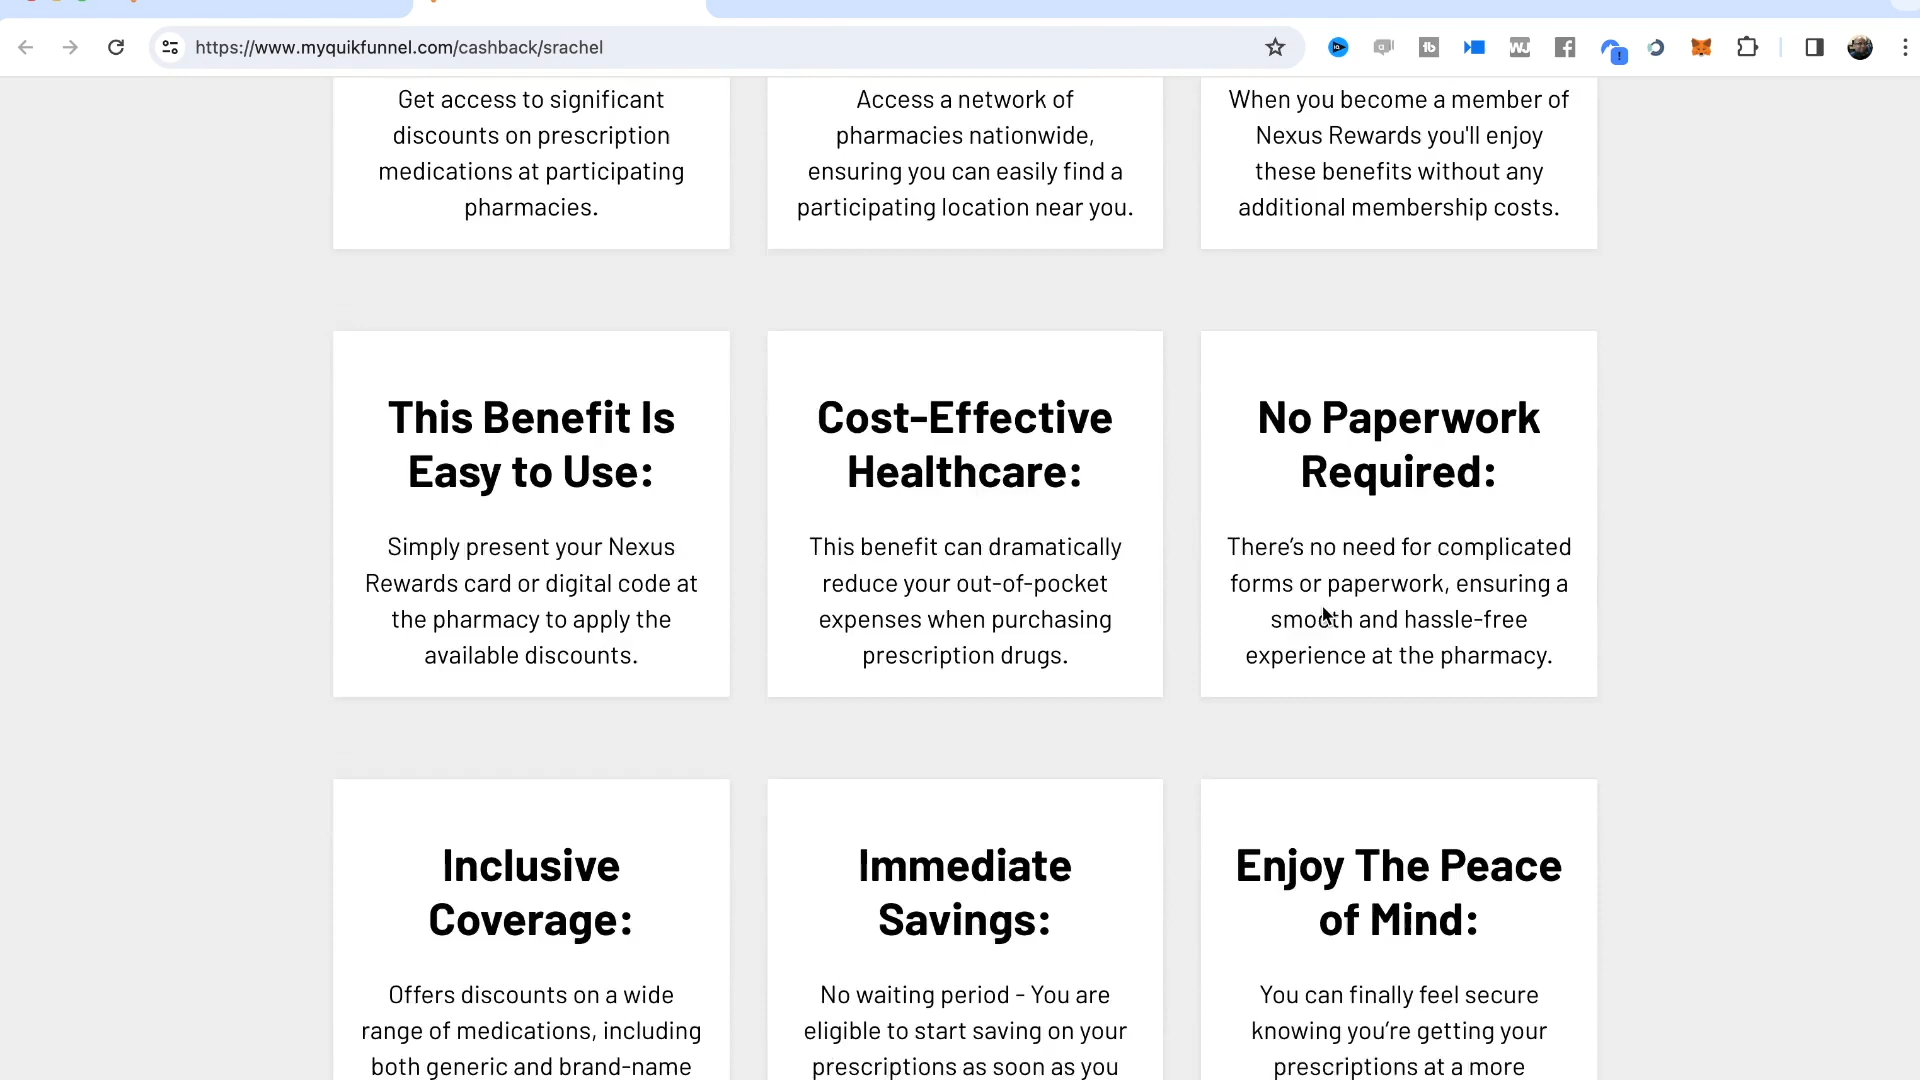 https://www.myquikfunnel.com/cashback/srachel
Get access to significant
discounts on prescription
medications at participating
pharmacies.
Access a network of
pharmacies nationwide,
ensuring you can easily find a
participating location near you.
When you become a member of
Nexus Rewards you'll enjoy
these benefits without any
additional membership costs.
This Benefit Is
Easy to Use:
Simply present your Nexus
Rewards card or digital code at
the pharmacy to apply the
available discounts.
Cost-Effective
Healthcare:
This benefit can dramatically
reduce your out-of-pocket
expenses when purchasing
prescription drugs.
No Paperwork
Required:
There’s no need for complicated
forms or paperwork, ensuring a
smooth and hassle-free
experience at the pharmacy.
Inclusive
Coverage:
Offers discounts on a wide
range of medications, including
both generic and brand-name
Immediate
Savings:
No waiting period - You are
eligible to start saving on your
prescriptions as soon as you
Enjoy The Peace
of Mind:
You can finally feel secure
knowing you’re getting your
prescriptions at a more